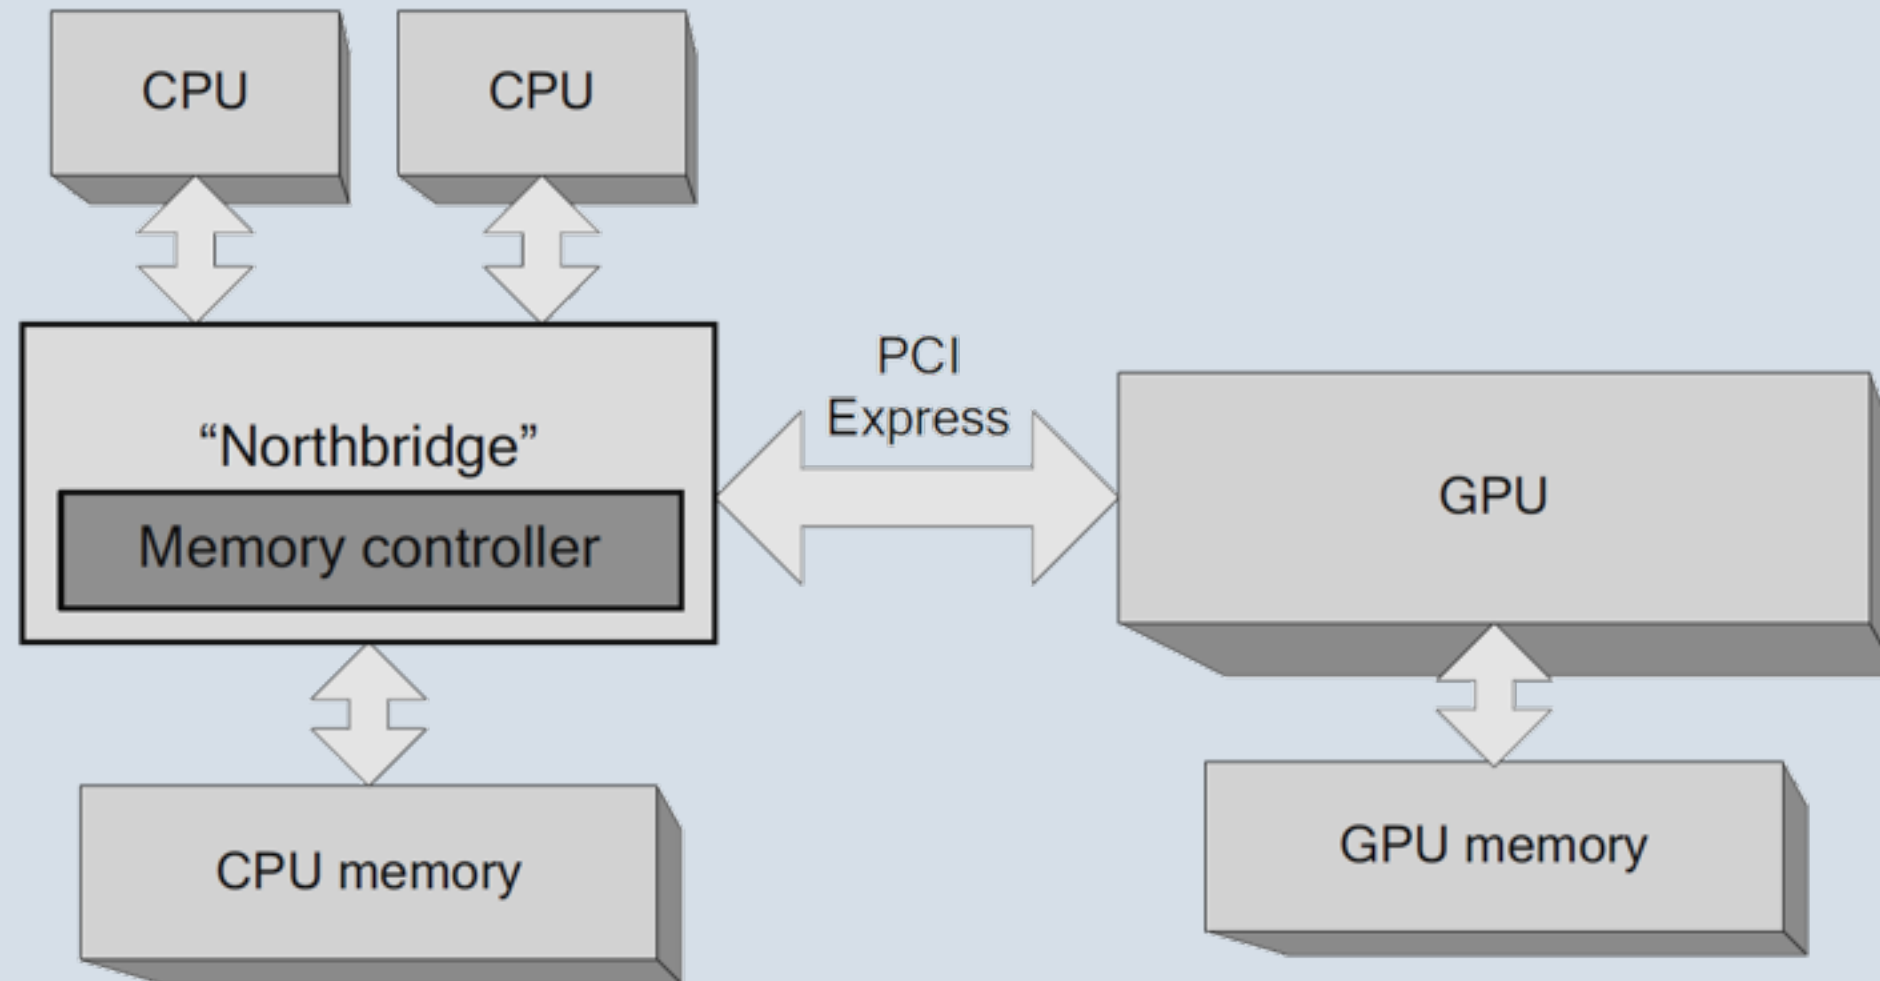 CPU
CPU
“Northbridge”
Memory controller
PCI
Express
GPU
CPU memory
GPU memory